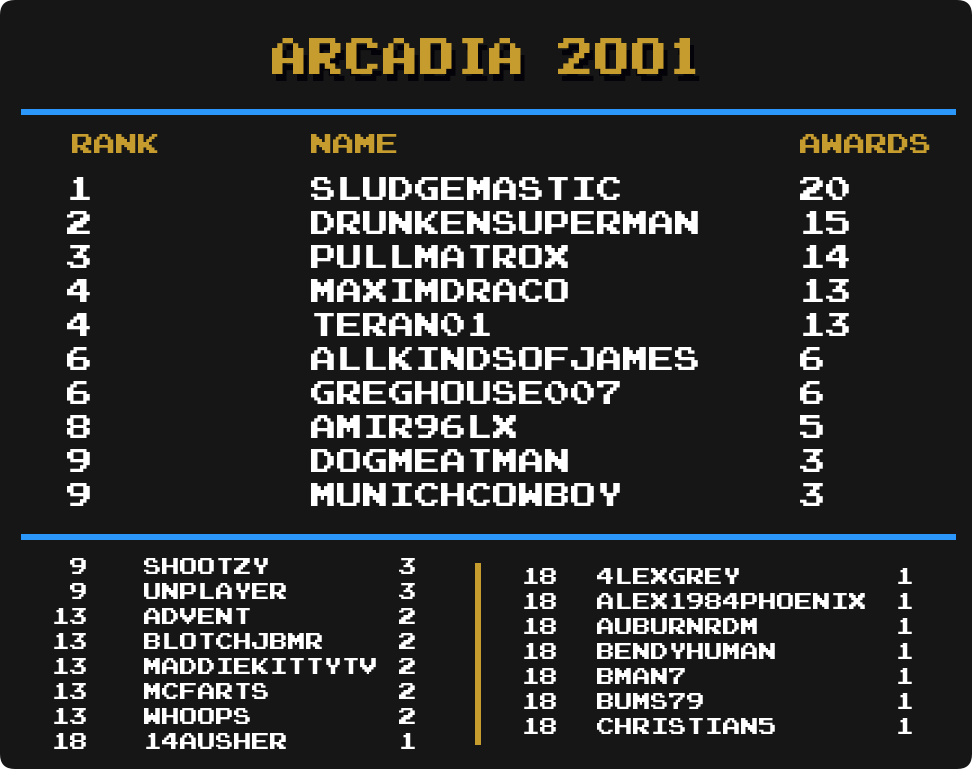 ARCADIA 2001
RANK NAME AWARDS
1 SLUDGEMASTIC 20
2 DRUNKENSUPERMAN 15
3 PULLMATROX 14
4 MAXIMDRACO 13
4 TERAN01 13
6 ALLKINDSOFJAMES 6
6 GREGHOUSE007 6
8 AMIR96LX 5
9 DOGMEATMAN 3
9 MUNICHCOWBOY 3
9 SHOOTZY 3
9 UNPLAYER 3
13 ADVENT 2
13 BLOTCHJBMR 2
13 MADDIEKITTYTV 2
13 MCFARTS 2
13 WHOOPS 2
18 14AUSHER 1
18 4LEXGREY 1
18 ALEX1984PHOENIX 1
18 AUBURNRDM 1
18 BENDYHUMAN 1
18 BMAN7 1
18 BUMS79 1
18 CHRISTIAN5 1